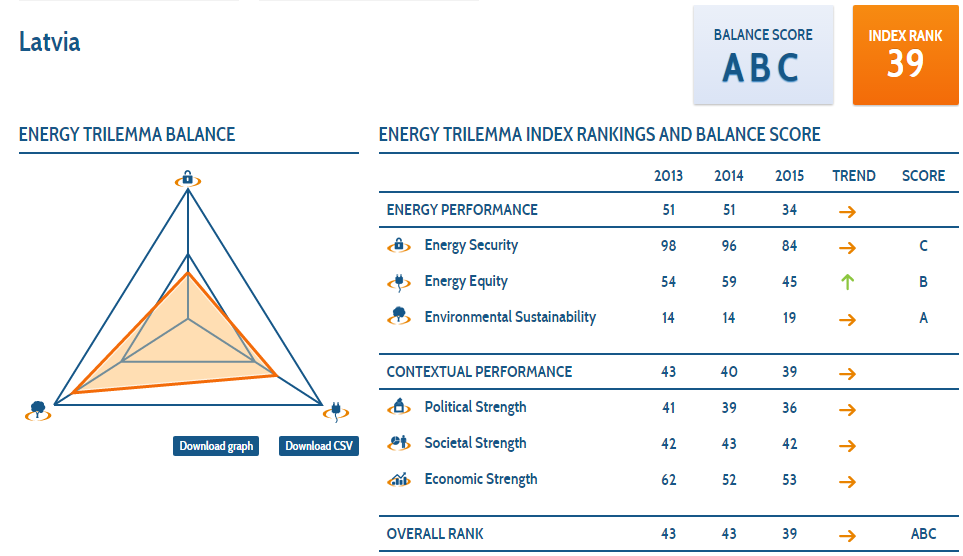 Latvia
BALANCE SCORE
ABC
INDEX RANK
39
ENERGY TRILEMMA BALANCE
Download graph
Download CSV
ENERGY TRILEMMA INDEX RANKINGS AND BALANCE SCORE
2013 2014 2015 TREND SCORE
ENERGY PERFORMANCE 51 51 34
Energy Security 98 96 84 C
Energy Equity 54 59 45 B
Environmental Sustainability 14 14 19 A
CONTEXTUAL PERFORMANCE 43 40 39
Political Strength 41 39 36
Societal Strength 42 43 42
Economic Strength 62 52 53
OVERALL RANK 43 43 39 ABC